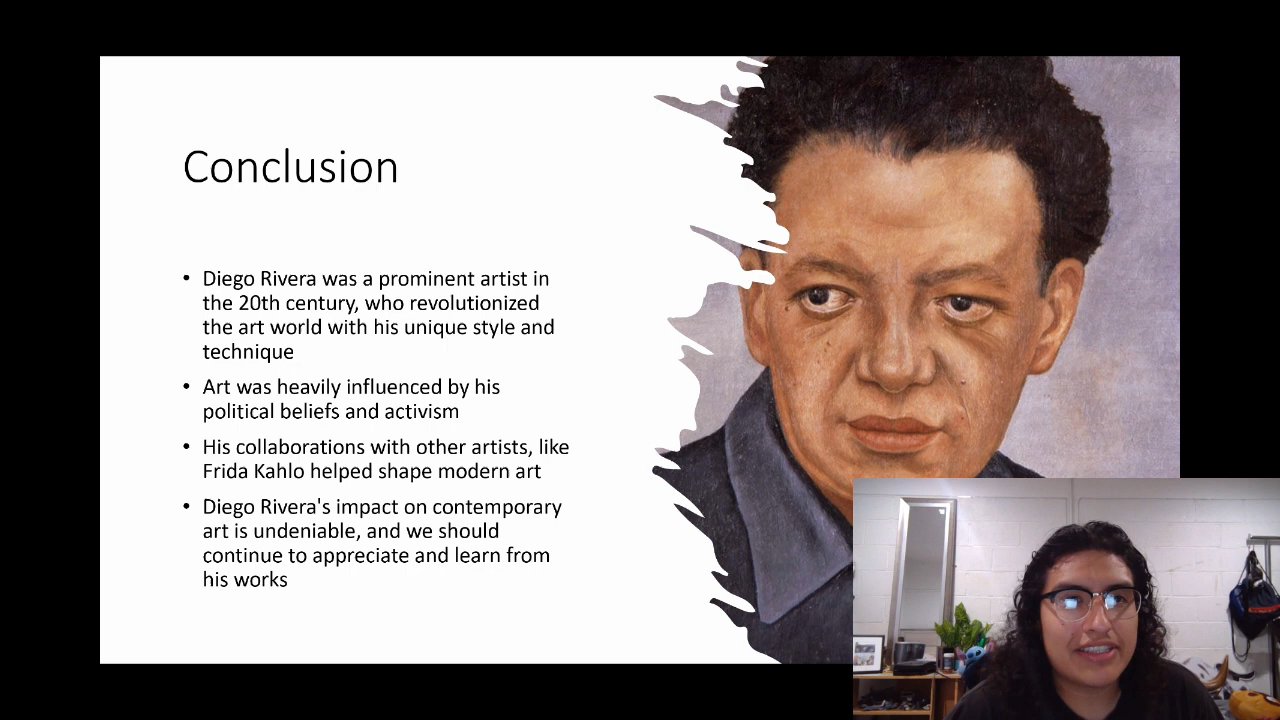 Conclusion
• Diego Rivera was a prominent artist in
the 20th century, who revolutionized
the art world with his unique style and
technique
• Art was heavily influenced by his
political beliefs and activism
• His collaborations with other artists, like
Frida Kahlo helped shape modern art
• Diego Rivera's impact on contemporary
art is undeniable, and we should
continue to appreciate and learn from
his works